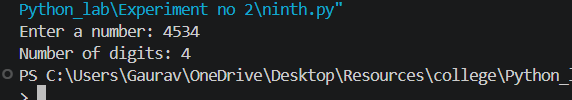 Python_lab\Experiment no 2\ninth.py"
Enter a number: 4534
Number of digits: 4
PS C:\Users\Gaurav\OneDrive\Desktop\Resources\college\Python_
>